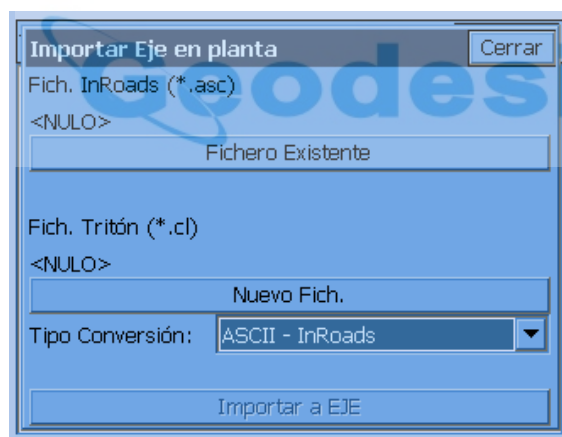 Importar Eje en planta
Cerrar
Geodes
Fich. InRoads (*.asc)
<NULO>
Fichero Existente
Fich. Tritón (*.cl)
<NULO>
Nuevo Fich.
Tipo Conversión: ASCII - InRoads
Importar a EJE